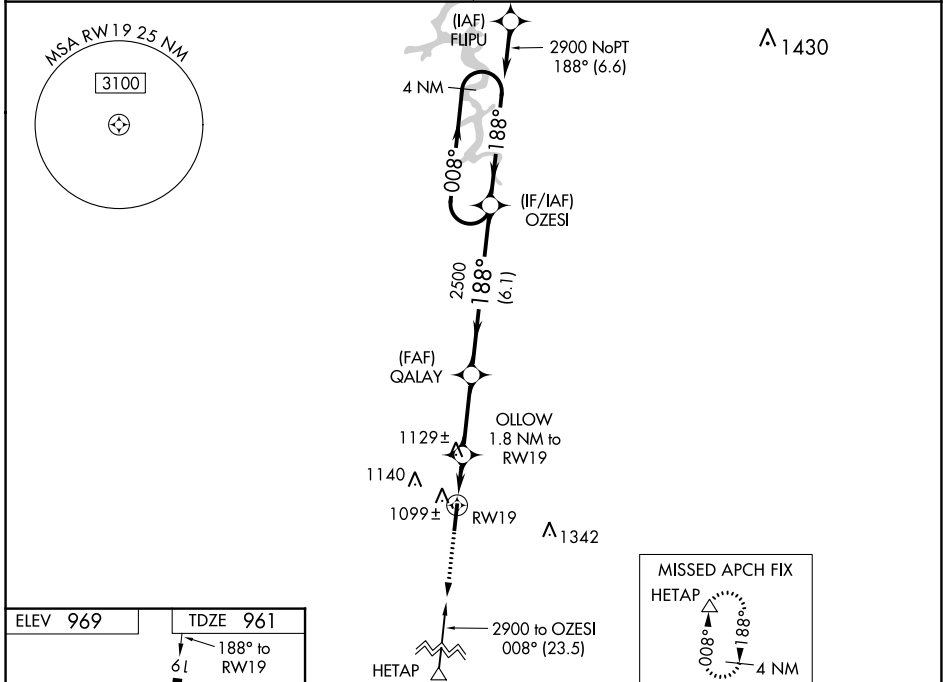 MSA RW19 25 NM
3100
(IAF)
FLIPU
2900 NoPT
188° (6.6)
1430
4 NM
188°
008°
(IF/IAF)
OZESI
2500
188°
(6.1)
(FAF)
QALAY
OLLOW
1.8 NM to
RW19
1129±
1140
1099±
RW19
1342
2900 to OZESI
008° (23.5)
HETAP
MISSED APCH FIX
HETAP
008°
188°
4 NM
ELEV 969
TDZE 961
188° to
RW19
19